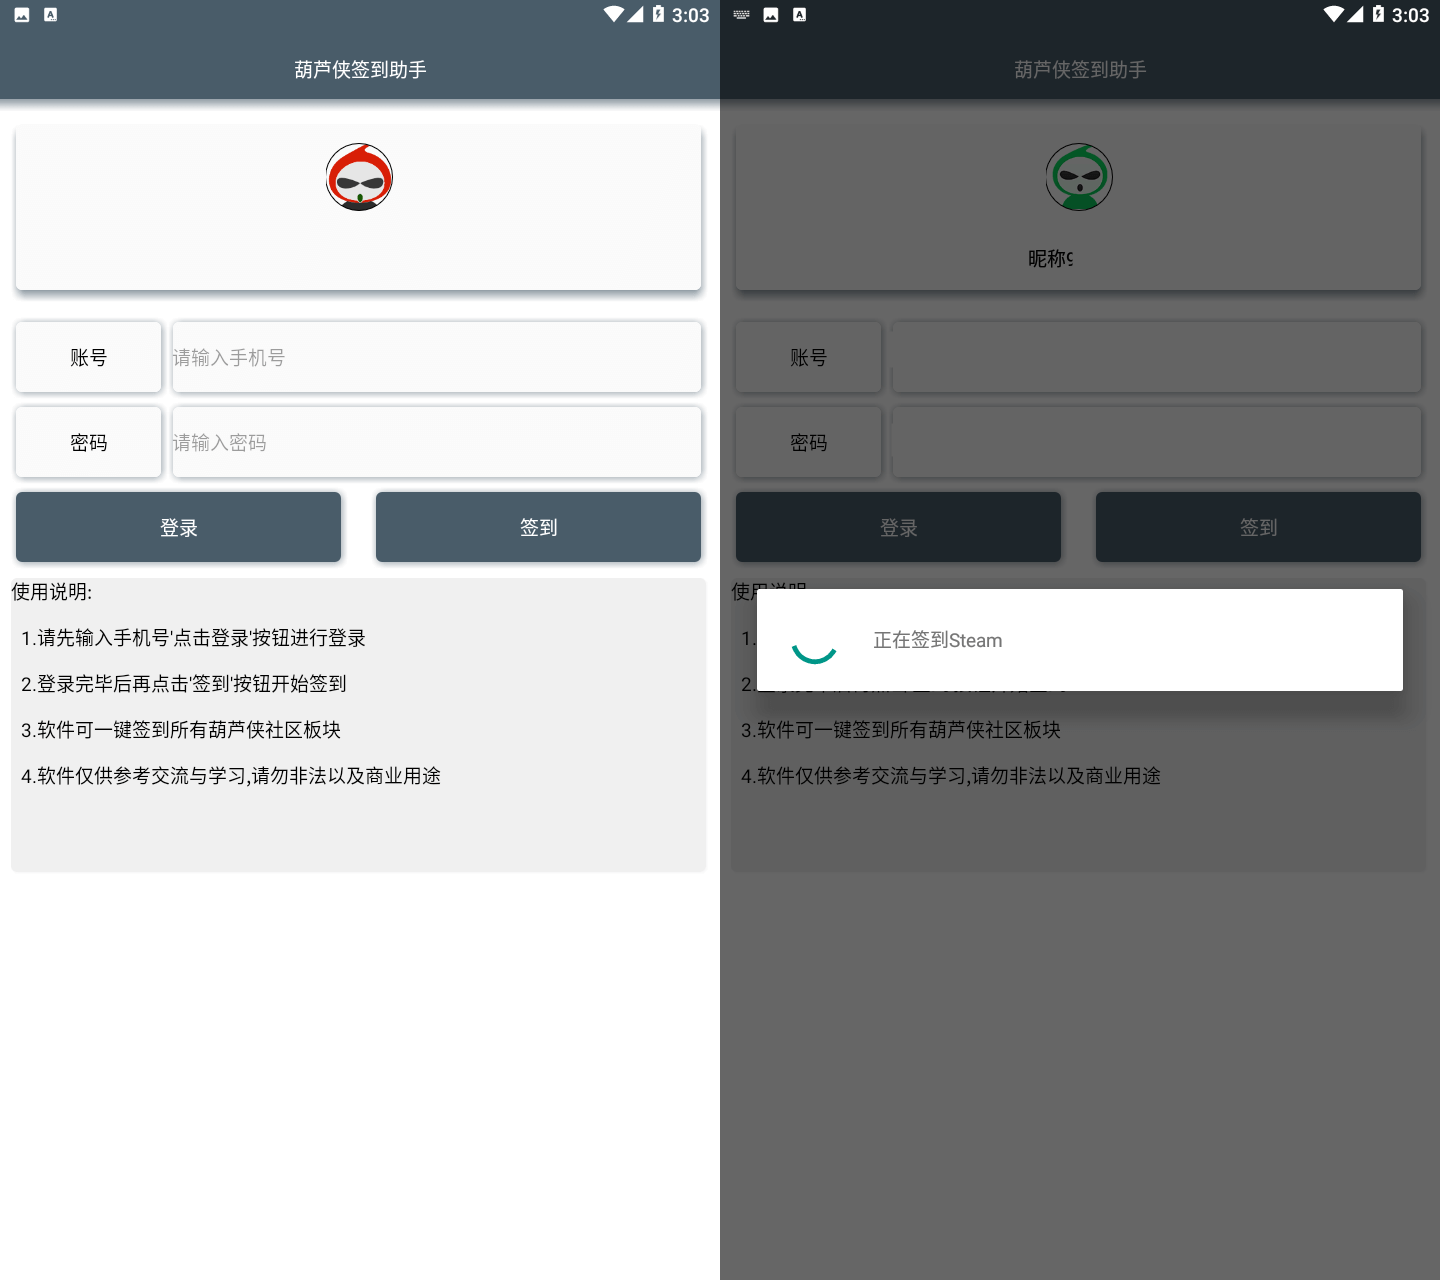 3:03
葫芦侠签到助手
账号
请输入手机号
密码
请输入密码
登录
签到
使用说明:
1.请先输入手机号'点击登录'按钮进行登录
2.登录完毕后再点击'签到'按钮开始签到
3.软件可一键签到所有葫芦侠社区板块
4.软件仅供参考交流与学习,请勿非法以及商业用途
3:03
葫芦侠签到助手
昵称
账号
密码
登录
签到
正在签到Steam
1.
2.
3.软件可一键签到所有葫芦侠社区板块
4.软件仅供参考交流与学习,请勿非法以及商业用途